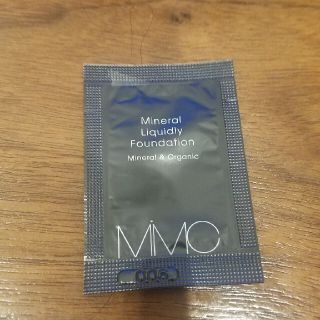 Mineral
Liquidly
Foundation
Mineral & Organic
MiMC